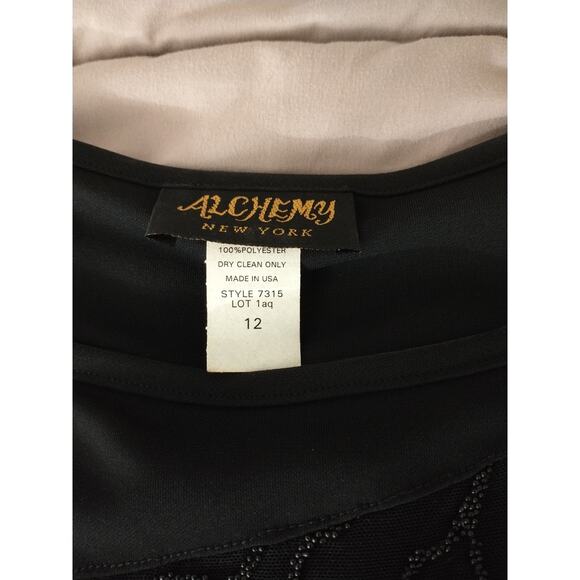 ALCHEMY
NEW YORK
100%POLYESTER
DRY CLEAN ONLY
MADE IN USA
STYLE 7315
LOT 1aq
12